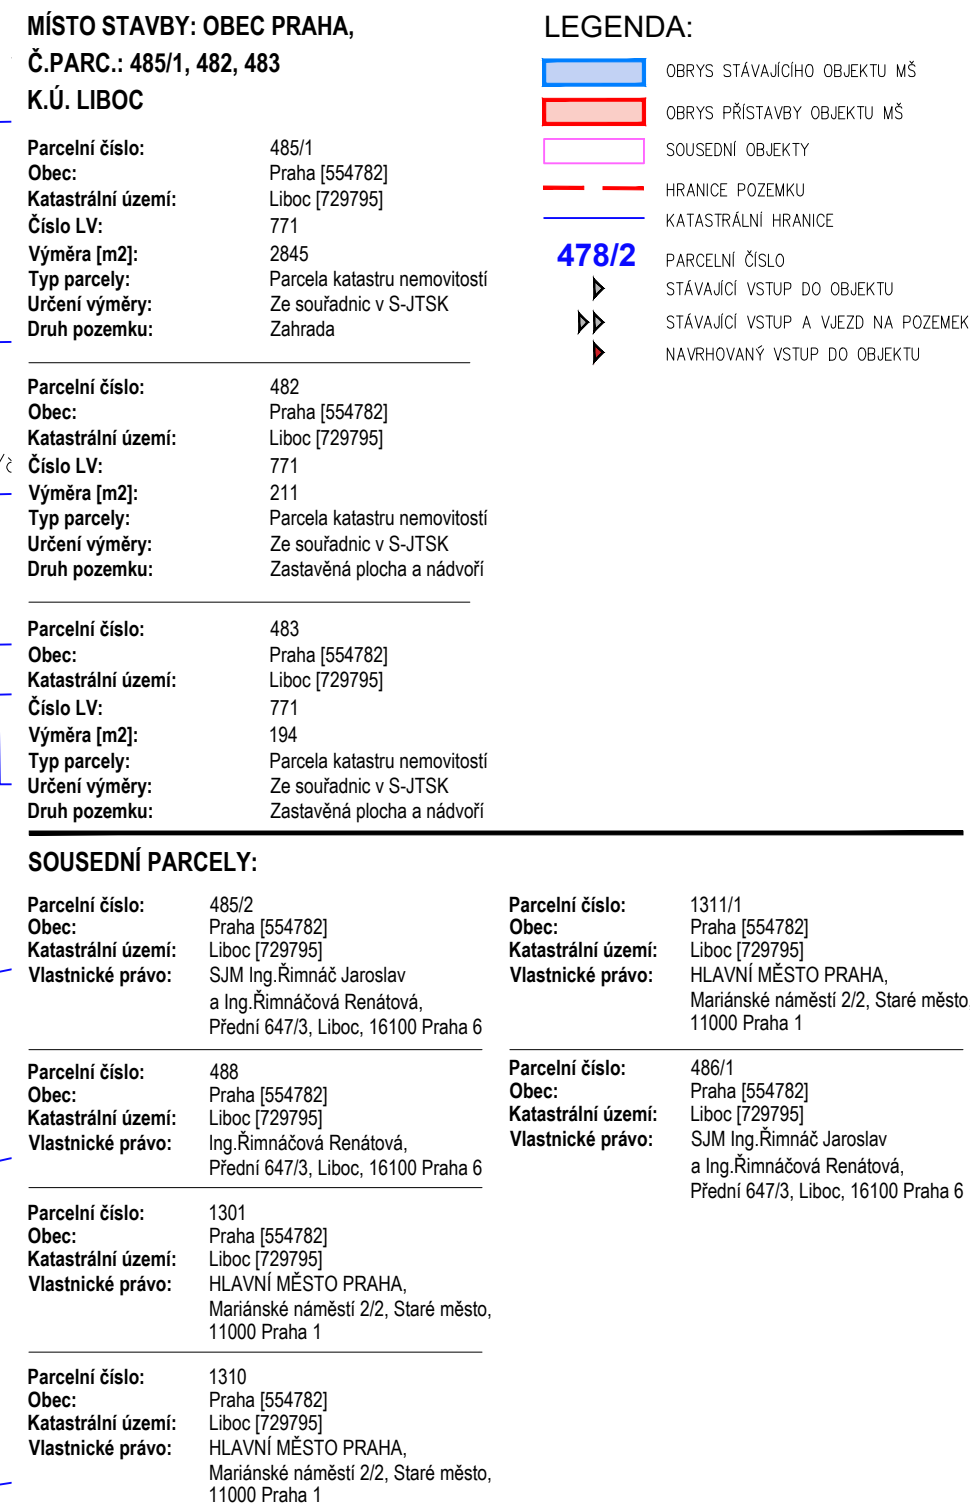 MÍSTO STAVBY: OBEC PRAHA,
Č.PARC.: 485/1, 482, 483
K.Ú. LIBOC
Parcelní číslo: 485/1
Obec: Praha [554782]
Katastrální území: Liboc [729795]
Číslo LV: 771
Výměra [m2]: 2845
Typ parcely: Parcela katastru nemovitostí
Určení výměry: Ze souřadnic v S-JTSK
Druh pozemku: Zahrada
Parcelní číslo: 482
Obec: Praha [554782]
Katastrální území: Liboc [729795]
Číslo LV: 771
Výměra [m2]: 211
Typ parcely: Parcela katastru nemovitostí
Určení výměry: Ze souřadnic v S-JTSK
Druh pozemku: Zastavěná plocha a nádvoří
Parcelní číslo: 483
Obec: Praha [554782]
Katastrální území: Liboc [729795]
Číslo LV: 771
Výměra [m2]: 194
Typ parcely: Parcela katastru nemovitostí
Určení výměry: Ze souřadnic v S-JTSK
Druh pozemku: Zastavěná plocha a nádvoří
LEGENDA:
OBRYS STÁVAJÍCÍHO OBJEKTU MŠ
OBRYS PŘÍSTAVBY OBJEKTU MŠ
SOUSEDNÍ OBJEKTY
HRANICE POZEMKU
KATASTRÁLNÍ HRANICE
478/2 PARCELNÍ ČÍSLO
STÁVAJÍCÍ VSTUP DO OBJEKTU
STÁVAJÍCÍ VSTUP A VJEZD NA POZEMEK
NAVRHOVANÝ VSTUP DO OBJEKTU
SOUSEDNÍ PARCELY:
Parcelní číslo: 485/2
Obec: Praha [554782]
Katastrální území: Liboc [729795]
Vlastnické právo: SJM Ing.Řimnáč Jaroslav
a Ing.Řimnáčová Renátová,
Přední 647/3, Liboc, 16100 Praha 6
Parcelní číslo: 488
Obec: Praha [554782]
Katastrální území: Liboc [729795]
Vlastnické právo: Ing.Řimnáčová Renátová,
Přední 647/3, Liboc, 16100 Praha 6
Parcelní číslo: 1301
Obec: Praha [554782]
Katastrální území: Liboc [729795]
Vlastnické právo: HLAVNÍ MĚSTO PRAHA,
Mariánské náměstí 2/2, Staré město,
11000 Praha 1
Parcelní číslo: 1310
Obec: Praha [554782]
Katastrální území: Liboc [729795]
Vlastnické právo: HLAVNÍ MĚSTO PRAHA,
Mariánské náměstí 2/2, Staré město,
11000 Praha 1
Parcelní číslo: 1311/1
Obec: Praha [554782]
Katastrální území: Liboc [729795]
Vlastnické právo: HLAVNÍ MĚSTO PRAHA,
Mariánské náměstí 2/2, Staré město,
11000 Praha 1
Parcelní číslo: 486/1
Obec: Praha [554782]
Katastrální území: Liboc [729795]
Vlastnické právo: SJM Ing.Řimnáč Jaroslav
a Ing.Řimnáčová Renátová,
Přední 647/3, Liboc, 16100 Praha 6